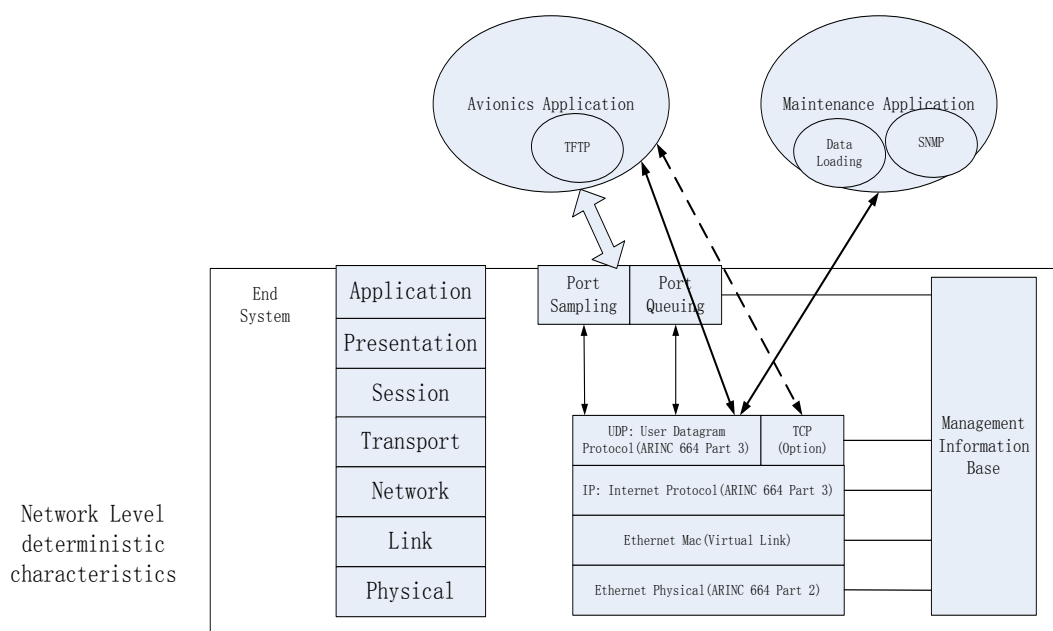 Avionics Application
TFTP
Maintenance Application
Data
Loading
SNMP
End
System
Application
Presentation
Session
Transport
Network
Link
Physical
Port
Sampling
Port
Queuing
UDP: User Datagram
Protocol(ARINC 664 Part 3)
TCP
(Option)
IP: Internet Protocol(ARINC 664 Part 3)
Ethernet Mac(Virtual Link)
Ethernet Physical(ARINC 664 Part 2)
Management
Information
Base
Network Level
deterministic
characteristics